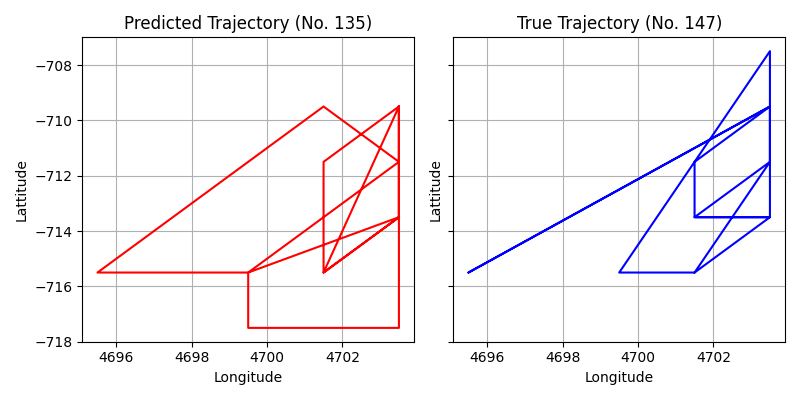 Predicted Trajectory (No. 135)
True Trajectory (No. 147)
−708
−710
−712
−714
−716
−718
Lattitude
Lattitude
4696
4698
4700
4702
4696
4698
4700
4702
Longitude
Longitude